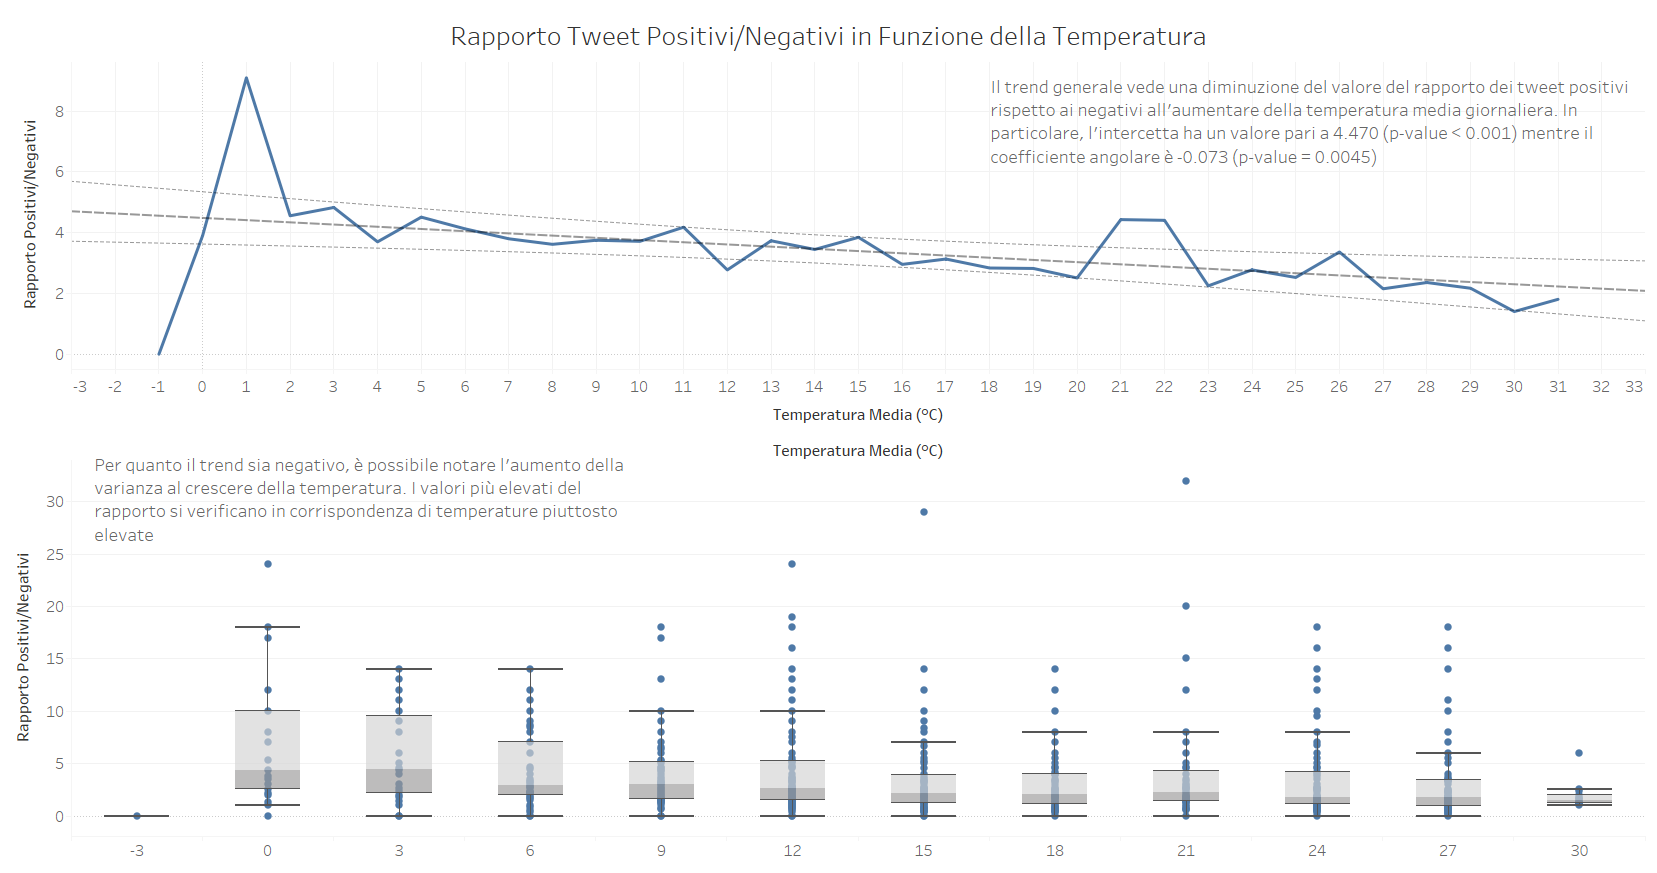 Rapporto Tweet Positivi/Negativi in Funzione della Temperatura
Il trend generale vede una diminuzione del valore del rapporto dei tweet positivi
rispetto ai negativi all'aumentare della temperatura media giornaliera. In
particolare, l'intercetta ha un valore pari a 4.470 (p-value < 0.001) mentre il
coefficiente angolare è -0.073 (p-value = 0.0045)
Rapporto Positivi/Negativi
8
6
4
2
0
-3 -2 -1 0 1 2 3 4 5 6 7 8 9 10 11 12 13 14 15 16 17 18 19 20 21 22 23 24 25 26 27 28 29 30 31 32 33
Temperatura Media (°C)
Temperatura Media (°C)
Per quanto il trend sia negativo, è possibile notare l'aumento della
varianza al crescere della temperatura. I valori più elevati del
rapporto si verificano in corrispondenza di temperature piuttosto
elevate
Rapporto Positivi/Negativi
30
25
20
15
10
5
0
-3 0 3 6 9 12 15 18 21 24 27 30